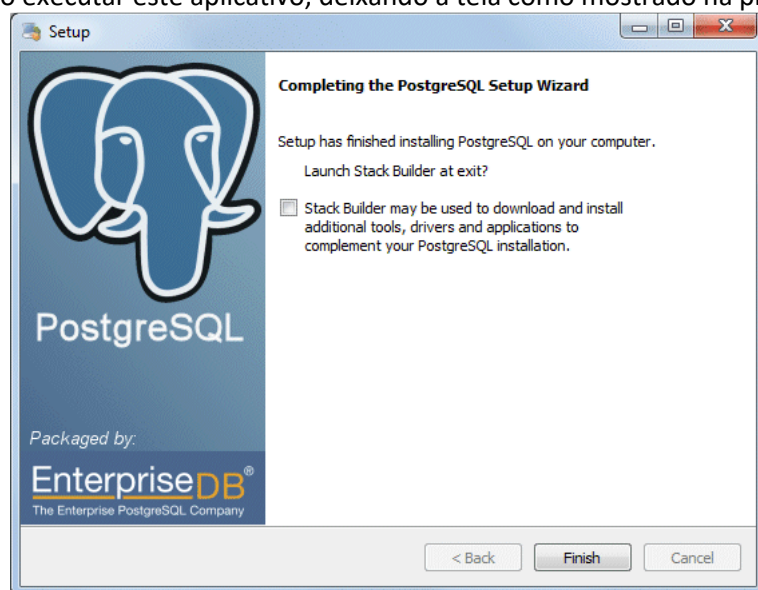 o executar este aplicativo, deixando a tela como mostrado na
Setup
Completing the PostgreSQL Setup Wizard
Setup has finished installing PostgreSQL on your computer.
Launch Stack Builder at exit?
Stack Builder may be used to download and install
additional tools, drivers and applications to
complement your PostgreSQL installation.
PostgreSQL
Packaged by:
EnterpriseDB®
The Enterprise PostgreSQL Company
< Back
Finish
Cancel